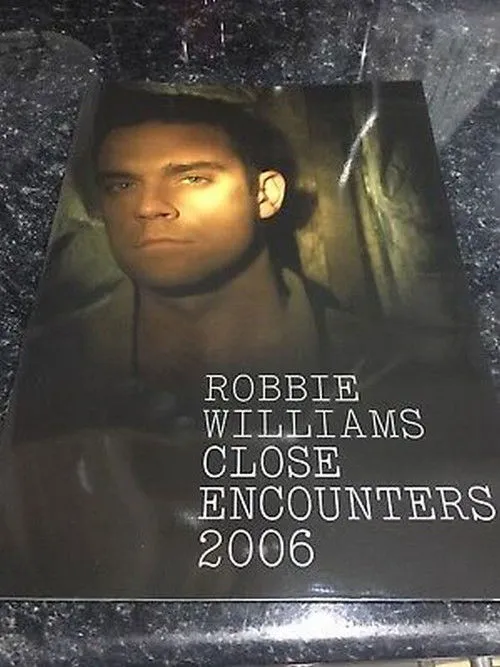 ROBBIE
WILLIAMS
CLOSE
ENCOUNTERS
2006